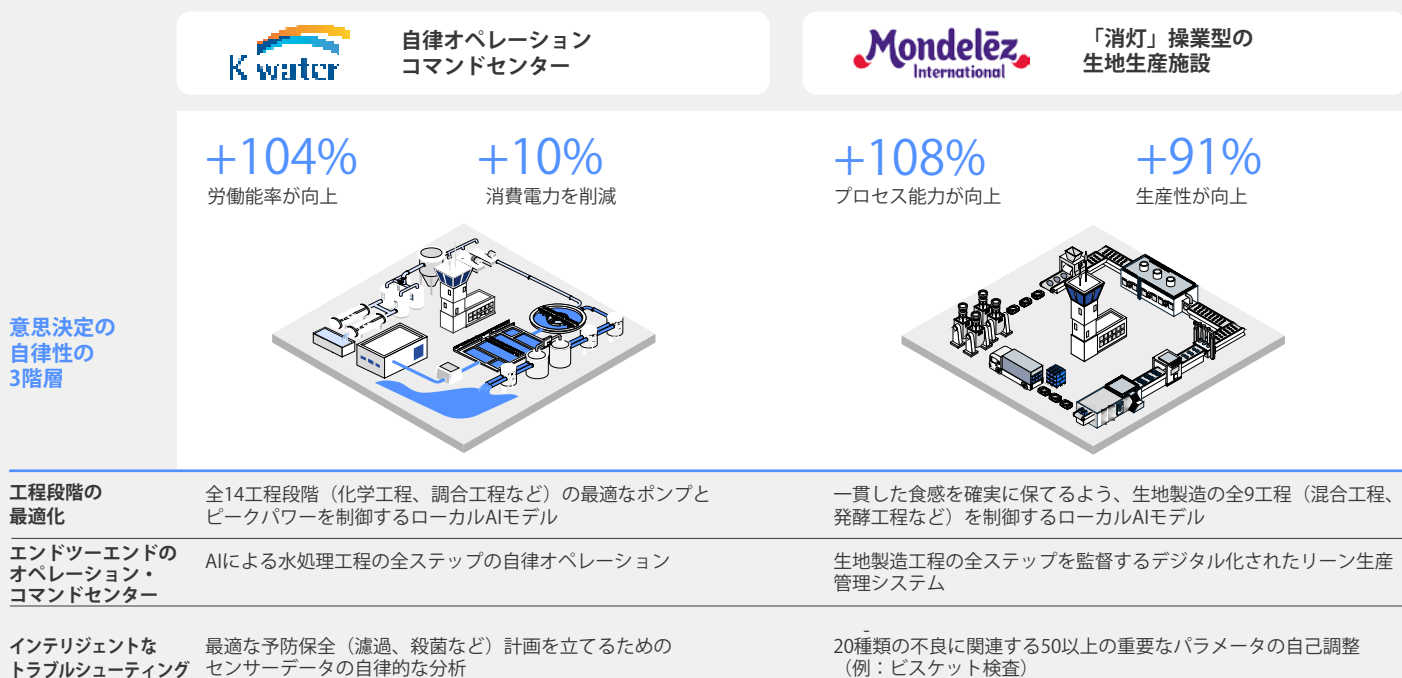 K water
自律オペレーション
コマンドセンター
Mondelēz
International
「消灯」操業型の
生地生産施設
+104%
労働能率が向上
+10%
消費電力を削減
+108%
プロセス能力が向上
+91%
生産性が向上
意思決定の
自律性の
3階層
工程段階の
最適化
全14工程段階（化学工程、調合工程など）の最適なポンプと
ピークパワーを制御するローカルAIモデル
一貫した食感を確実に保てるよう、生地製造の全9工程（混合工程、
発酵工程など）を制御するローカルAIモデル
エンドツーエンドの
オペレーション・
コマンドセンター
AIによる水処理工程の全ステップの自律オペレーション
生地製造工程の全ステップを監督するデジタル化されたリーン生産
管理システム
インテリジェントな
トラブルシューティング
最適な予防保全（濾過、殺菌など）計画を立てるための
センサーデータの自律的な分析
20種類の不良に関連する50以上の重要なパラメータの自己調整
（例：ビスケット検査）